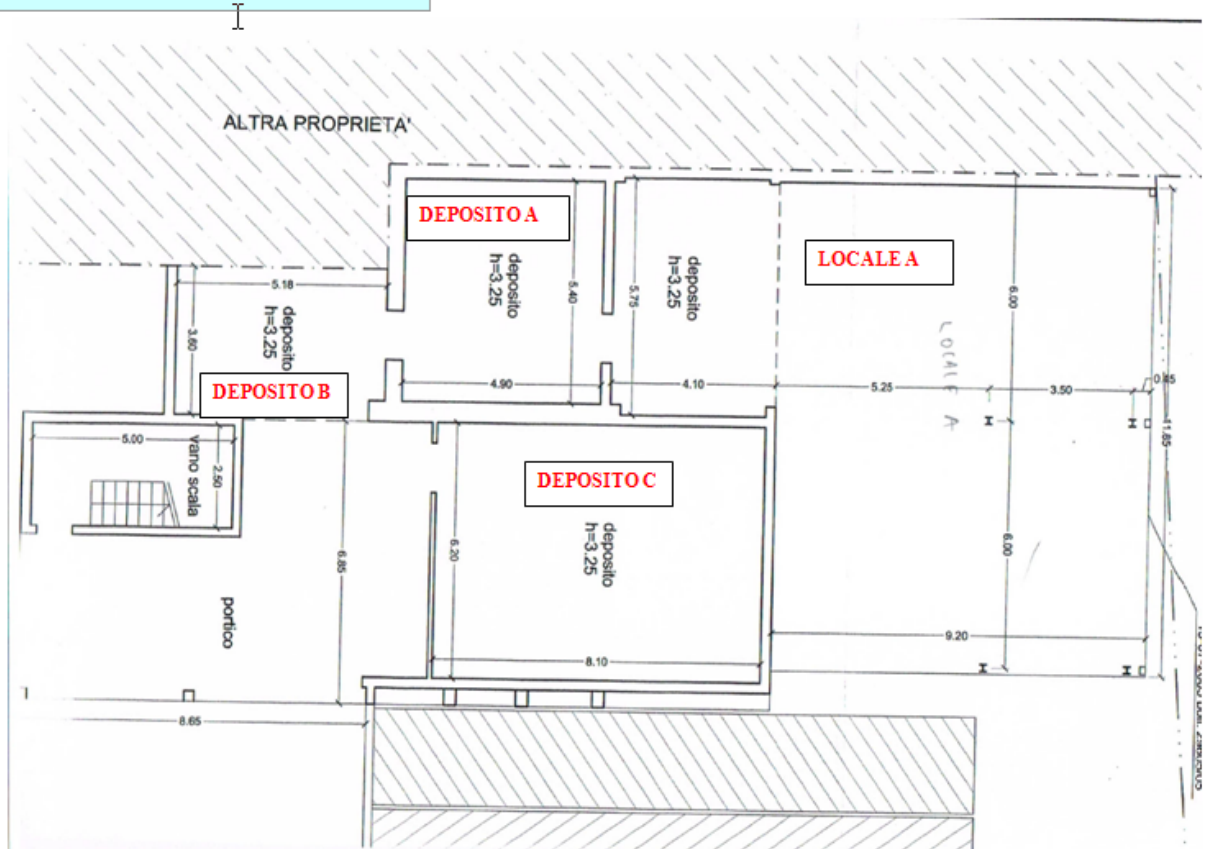 ALTRA PROPRIETA'
DEPOSITO A
deposito
h=3.25
5.40
4.90
5.75
deposito
h=3.25
4.10
LOCALE A
LOCALE A
6.00
5.25
3.50
0.45
11.85
6.00
9.20
5.18
3.60
deposito
h=3.25
DEPOSITO B
5.00
2.50
vano scala
6.85
portico
8.65
DEPOSITO C
deposito
h=3.25
6.20
8.10